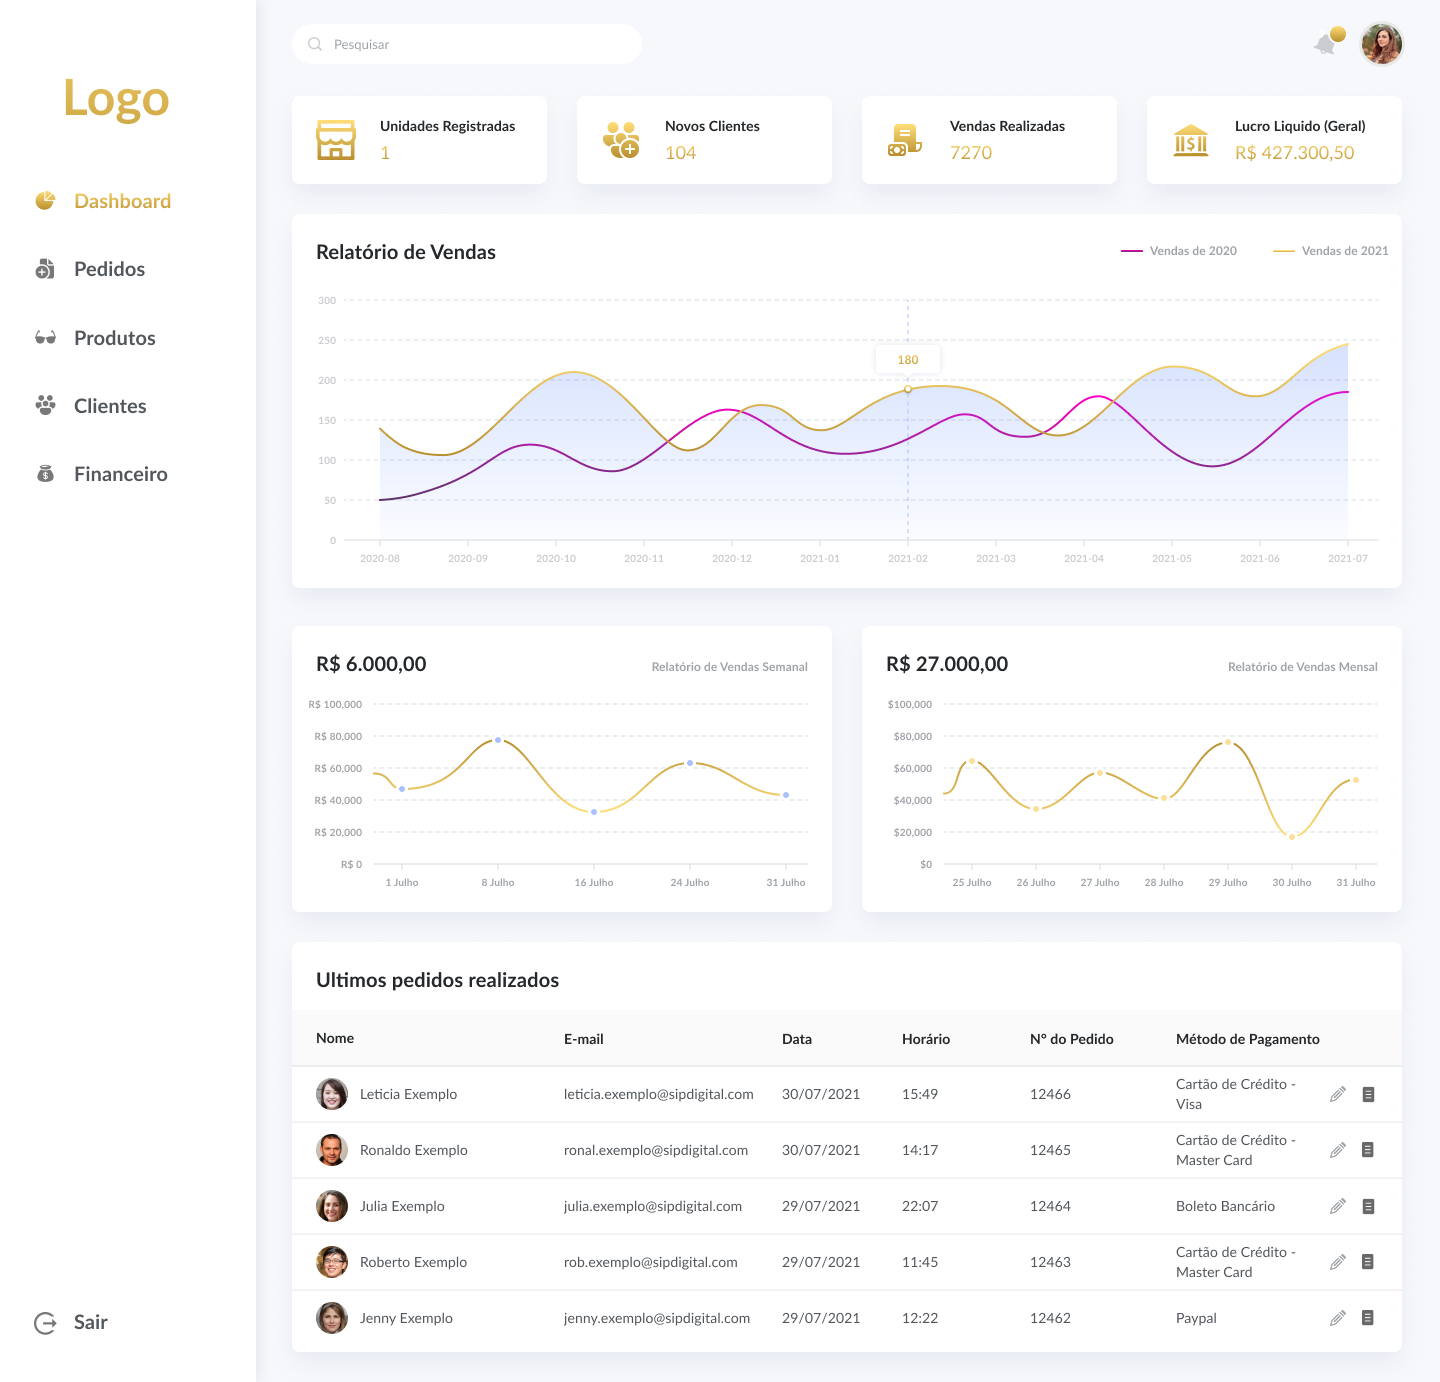 Logo
Dashboard
Pedidos
Produtos
Clientes
Financeiro
Sair
Pesquisar
Unidades Registradas
1
Novos Clientes
104
Vendas Realizadas
7270
Lucro Liquido (Geral)
R$ 427.300,50
Relatório de Vendas
Vendas de 2020
Vendas de 2021
300
250
200
150
100
50
0
180
2020-08 2020-09 2020-10 2020-11 2020-12 2021-01 2021-02 2021-03 2021-04 2021-05 2021-06 2021-07
R$ 6.000,00
Relatório de Vendas Semanal
R$ 100,000
R$ 80,000
R$ 60,000
R$ 40,000
R$ 20,000
R$ 0
1 Julho 8 Julho 16 Julho 24 Julho 31 Julho
R$ 27.000,00
Relatório de Vendas Mensal
$100,000
$80,000
$60,000
$40,000
$20,000
$0
25 Julho 26 Julho 27 Julho 28 Julho 29 Julho 30 Julho 31 Julho
Ultimos pedidos realizados
Nome E-mail Data Horário N° do Pedido Método de Pagamento
Leticia Exemplo leticia.exemplo@sipdigital.com 30/07/2021 15:49 12466 Cartão de Crédito -
Visa
Ronaldo Exemplo ronal.exemplo@sipdigital.com 30/07/2021 14:17 12465 Cartão de Crédito -
Master Card
Julia Exemplo julia.exemplo@sipdigital.com 29/07/2021 22:07 12464 Boleto Bancário
Roberto Exemplo rob.exemplo@sipdigital.com 29/07/2021 11:45 12463 Cartão de Crédito -
Master Card
Jenny Exemplo jenny.exemplo@sipdigital.com 29/07/2021 12:22 12462 Paypal